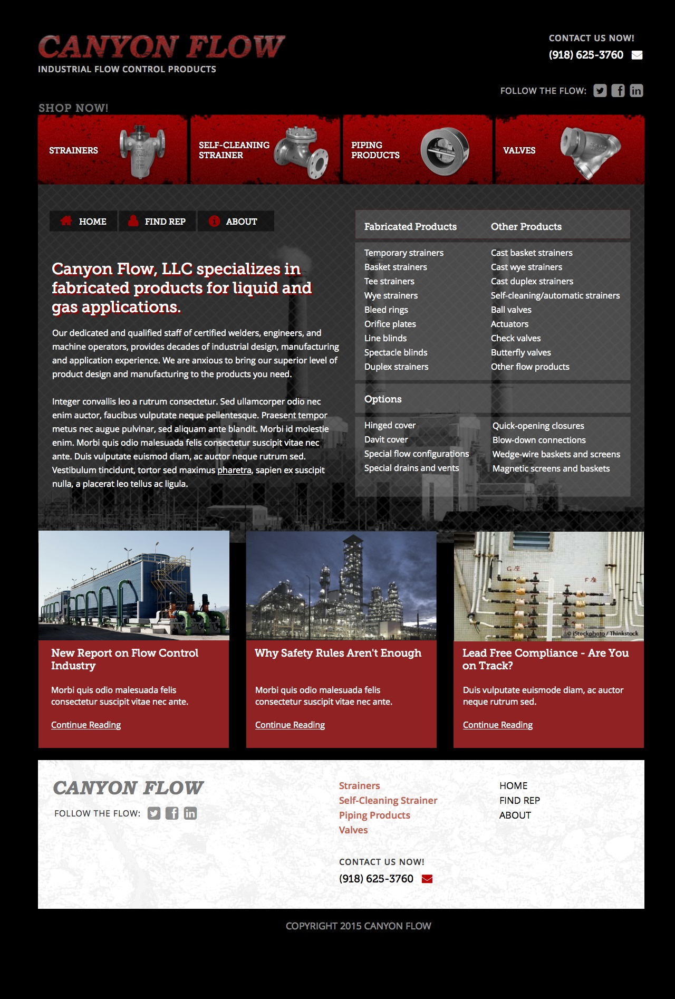 CANYON FLOW
INDUSTRIAL FLOW CONTROL PRODUCTS
CONTACT US NOW!
(918) 625-3760
FOLLOW THE FLOW:
SHOP NOW!
STRAINERS
SELF-CLEANING
STRAINER
PIPING
PRODUCTS
VALVES
HOME
FIND REP
ABOUT
Canyon Flow, LLC specializes in
fabricated products for liquid and
gas applications.
Our dedicated and qualified staff of certified welders, engineers, and
machine operators, provides decades of industrial design, manufacturing
and application experience. We are anxious to bring our superior level of
product design and manufacturing to the products you need.
Integer convallis leo a rutrum consectetur. Sed ullamcorper odio nec
enim auctor, faucibus vulputate neque pellentesque. Praesent tempor
metus nec augue pulvinar, sed aliquam ante blandit. Morbi id molestie
enim. Morbi quis odio malesuada felis consectetur suscipit vitae nec
ante. Duis vulputate euismod diam, ac auctor neque rutrum sed.
Vestibulum tincidunt, tortor sed maximus pharetra, sapien ex suscipit
nulla, a placerat leo tellus ac ligula.
Fabricated Products
Temporary strainers
Basket strainers
Tee strainers
Wye strainers
Bleed rings
Orifice plates
Line blinds
Spectacle blinds
Duplex strainers
Other Products
Cast basket strainers
Cast wye strainers
Cast duplex strainers
Self-cleaning/automatic strainers
Ball valves
Actuators
Check valves
Butterfly valves
Other flow products
Options
Hinged cover
Davit cover
Special flow configurations
Special drains and vents
Quick-opening closures
Blow-down connections
Wedge-wire baskets and screens
Magnetic screens and baskets
New Report on Flow Control
Industry
Morbi quis odio malesuada felis
consectetur suscipit vitae nec ante.
Continue Reading
Why Safety Rules Aren't Enough
Morbi quis odio malesuada felis
consectetur suscipit vitae nec ante.
Continue Reading
G座
F座
© iStockphoto / Thinkstock
Lead Free Compliance - Are You
on Track?
Duis vulputate euismode diam, ac auctor
neque rutrum sed.
Continue Reading
CANYON FLOW
FOLLOW THE FLOW:
Strainers
Self-Cleaning Strainer
Piping Products
Valves
CONTACT US NOW!
(918) 625-3760
HOME
FIND REP
ABOUT
COPYRIGHT 2015 CANYON FLOW